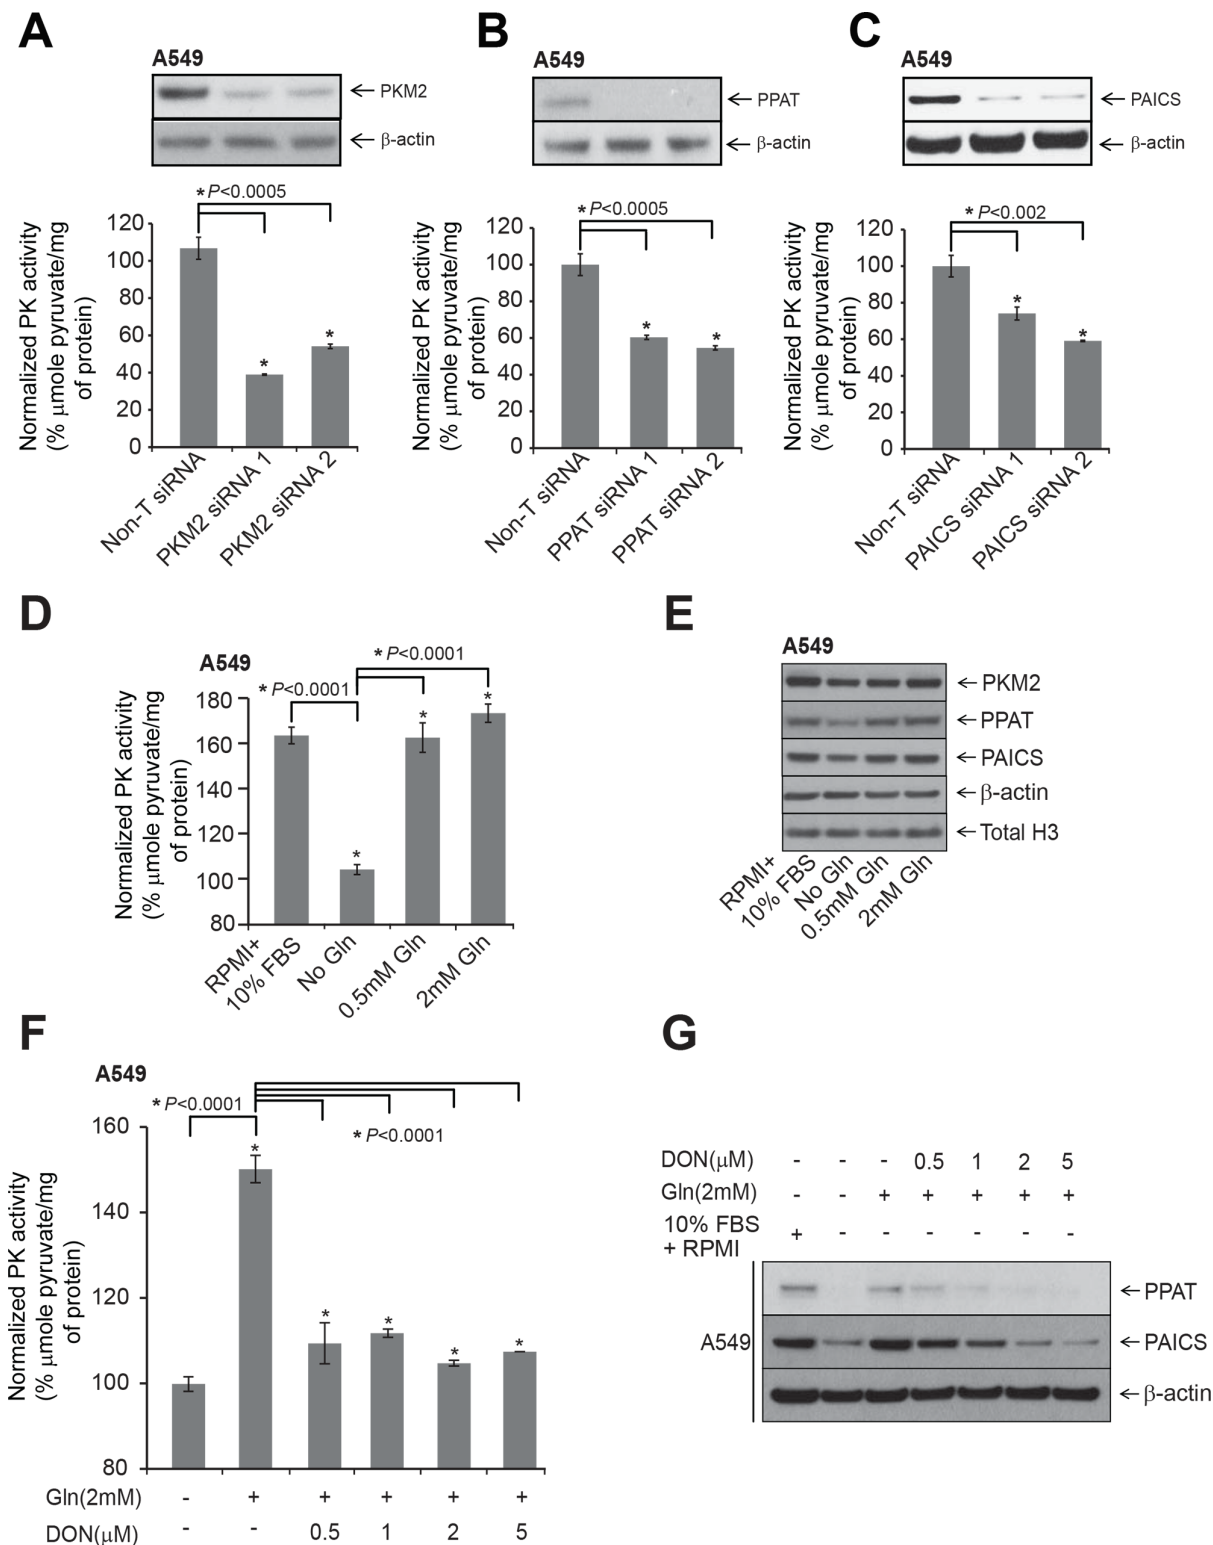 A
A549
PKM2
β-actin
* P<0.0005
Normalized PK activity
(% μmole pyruvate/mg
of protein)
120
100
80
60
40
20
0
*
*
Non-T siRNA
PKM2 siRNA 1
PKM2 siRNA 2
B
A549
PPAT
β-actin
* P<0.0005
Normalized PK activity
(% μmole pyruvate/mg
of protein)
120
100
80
60
40
20
0
*
*
Non-T siRNA
PPAT siRNA 1
PPAT siRNA 2
C
A549
PAICS
β-actin
* P<0.002
Normalized PK activity
(% μmole pyruvate/mg
of protein)
120
100
80
60
40
20
0
*
*
Non-T siRNA
PAICS siRNA 1
PAICS siRNA 2
D
A549
* P<0.0001
* P<0.0001
Normalized PK activity
(% μmole pyruvate/mg
of protein)
180
160
140
120
100
80
*
*
*
RPMI+
10% FBS
No Gln
0.5mM Gln
2mM Gln
E
A549
PKM2
PPAT
PAICS
β-actin
Total H3
RPMI+
10% FBS
No Gln
0.5mM Gln
2mM Gln
F
A549
* P<0.0001
* P<0.0001
Normalized PK activity
(% μmole pyruvate/mg
of protein)
160
140
120
100
80
*
*
*
*
*
Gln(2mM) - + + + + +
DON(μM) - - 0.5 1 2 5
G
DON(μM) - - - 0.5 1 2 5
Gln(2mM) - - + + + + +
10% FBS
+ RPMI
+ - - - - - -
A549
PPAT
PAICS
β-actin